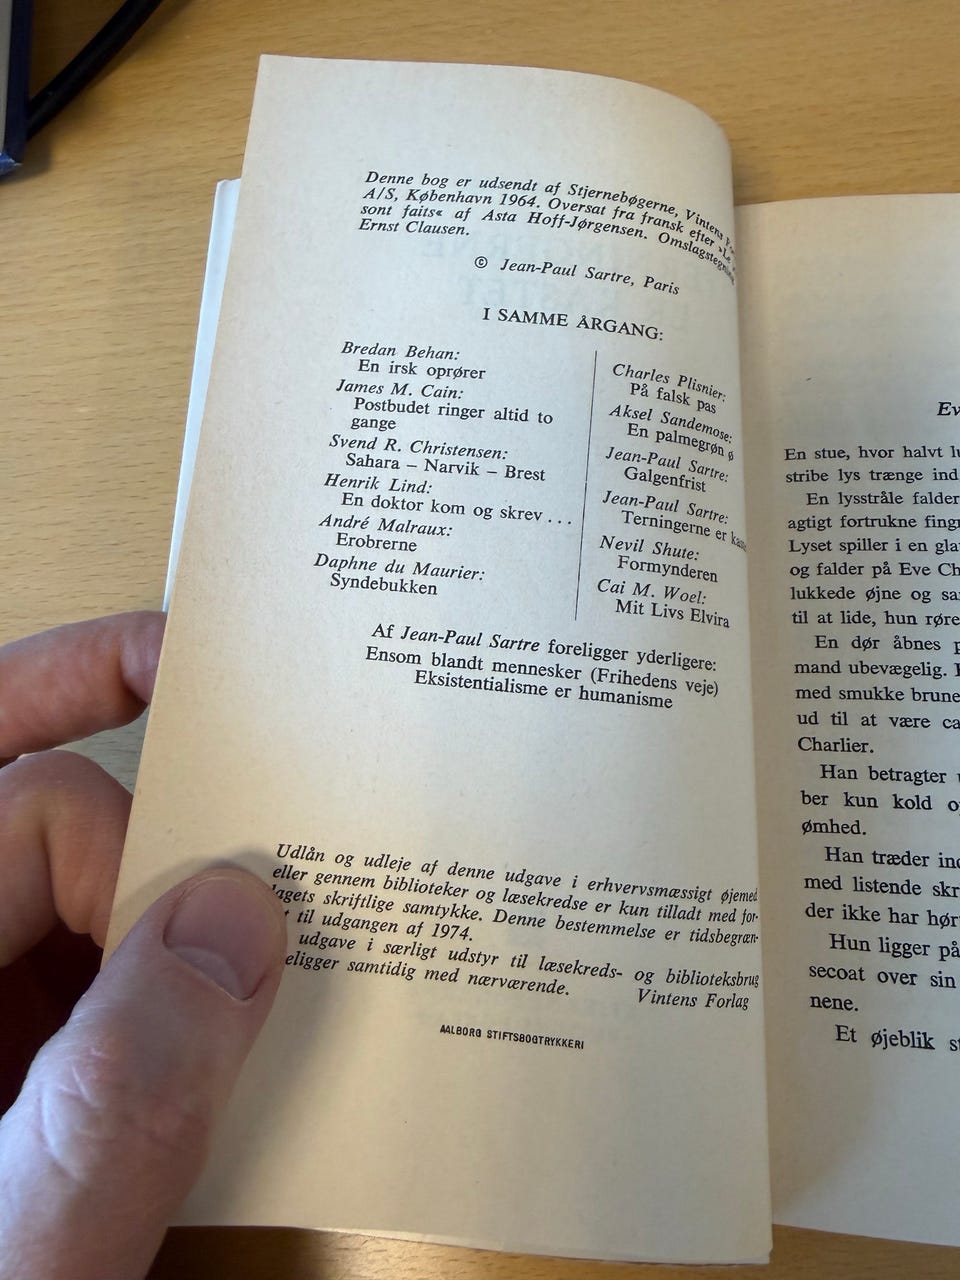 Denne bog er udsendt af Stjernebøgerne, Vintens
A/S, København 1964. Oversat fra fransk efter »Le
sont faits« af Asta Hoff-Jørgensen. Omslagstegning
Ernst Clausen.
© Jean-Paul Sartre, Paris
I SAMME ÅRGANG:
Bredan Behan:
En irsk oprører
James M. Cain:
Postbudet ringer altid to
gange
Svend R. Christensen:
Sahara – Narvik – Brest
Henrik Lind:
En doktor kom og skrev ...
André Malraux:
Erobrerne
Daphne du Maurier:
Syndebukken
Charles Plisnier:
På falsk pas
Aksel Sandemose:
En palmegrøn ø
Jean-Paul Sartre:
Galgenfrist
Jean-Paul Sartre:
Terningerne er
Nevil Shute:
Formynderen
Cai M. Woel:
Mit Livs Elvira
Af Jean-Paul Sartre foreligger yderligere:
Ensom blandt mennesker (Frihedens veje)
Eksistentialisme er humanisme
Udlån og udleje af denne udgave i erhvervsmæssigt øjemed
eller gennem biblioteker og læsekredse er kun tilladt med for-
lagets skriftlige samtykke. Denne bestemmelse er tidsbegræn-
til udgangen af 1974.
udgave i særligt udstyr til læsekreds- og biblioteksbrug
eligger samtidig med nærværende.
Vintens Forlag
AALBORG STIFTSBOGTRYKKERI
Ev
En stue, hvor halvt
stribe lys trænge ind
En lysstråle falder
agtigt fortrukne
Lyset spiller i en
og falder på Eve Ch
lukkede øjne og
til at lide, hun røre
En dør åbnes
mand ubevægelig.
med smukke brune
ud til at være
Charlier.
Han betragter
ber kun kold
ømhed.
Han træder
med listende
der ikke har
Hun ligger på
secoat over sin
nene.
Et øjeblik